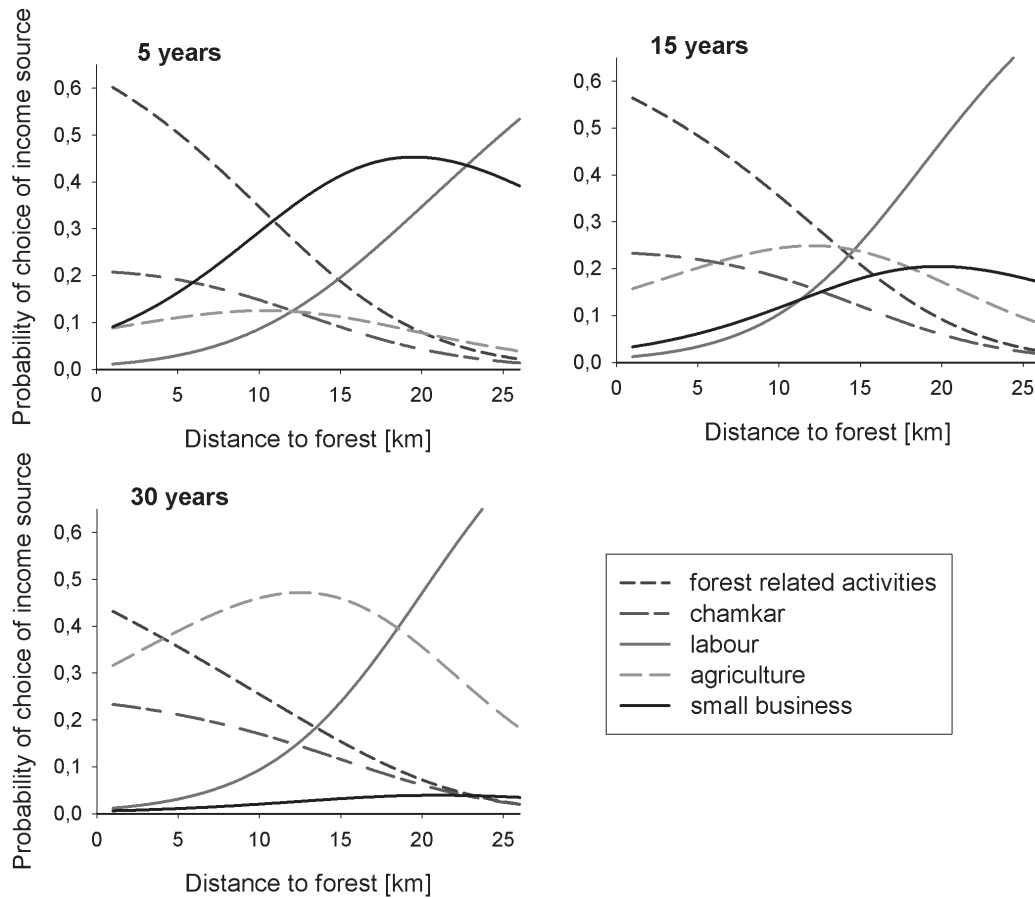 5 years
Probability of choice of income source
0,6
0,5
0,4
0,3
0,2
0,1
0,0
0 5 10 15 20 25
Distance to forest [km]
15 years
0,6
0,5
0,4
0,3
0,2
0,1
0,0
0 5 10 15 20 25
Distance to forest [km]
30 years
Probability of choice of income source
0,6
0,5
0,4
0,3
0,2
0,1
0,0
0 5 10 15 20 25
Distance to forest [km]
forest related activities
chamkar
labour
agriculture
small business